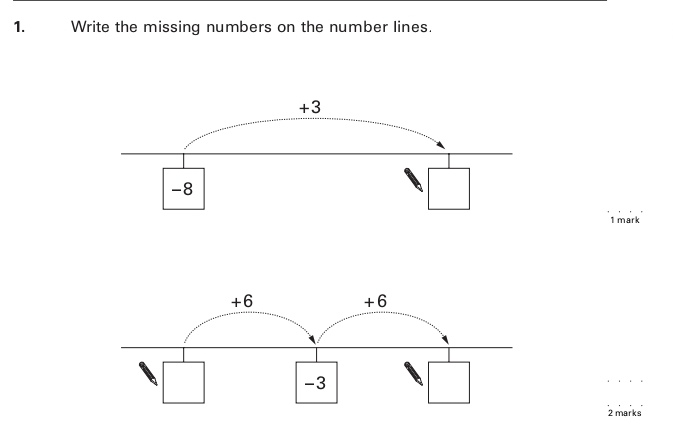 1. Write the missing numbers on the number lines.
+3
−8
1 mark
+6 +6
−3
2 marks